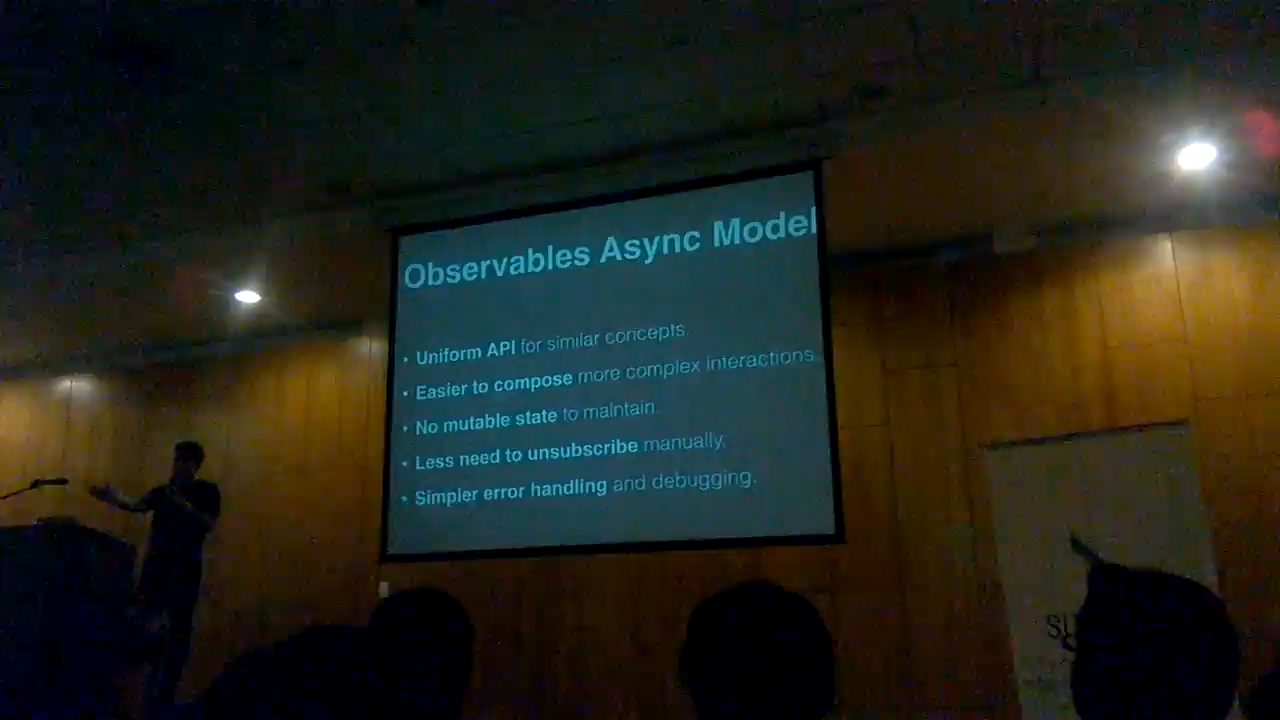 Observables Async Model
• Uniform API for similar concepts.
• Easier to compose more complex interactions.
• No mutable state to maintain.
• Less need to unsubscribe manually.
• Simpler error handling and debugging.